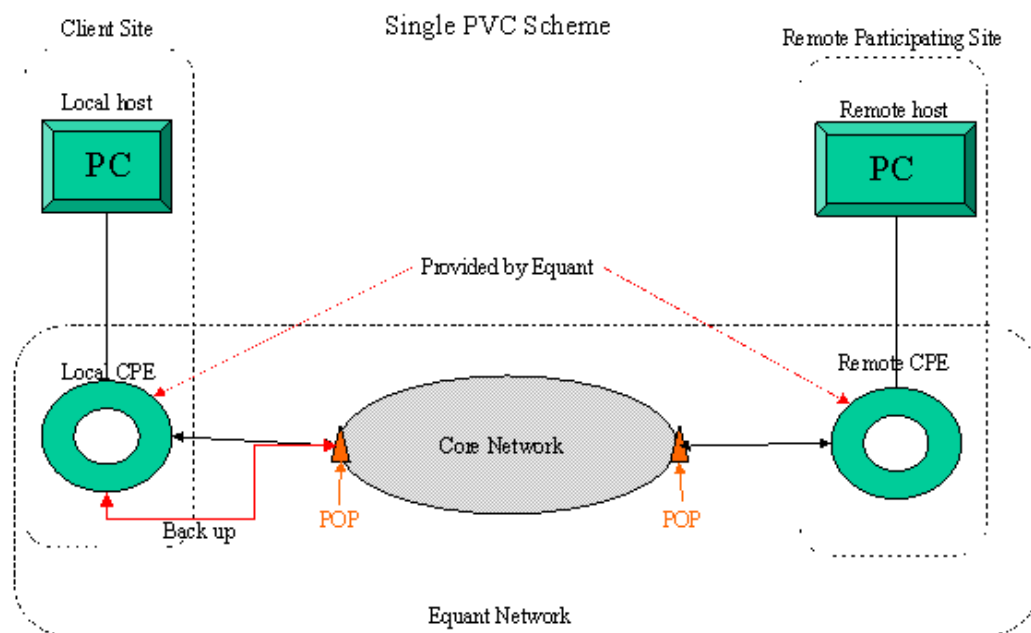 Client Site
Single PVC Scheme
Remote Participating Site
Local host
Remote host
PC
PC
Provided by Equant
Local CPE
Remote CPE
Core Network
POP
POP
Back up
Equant Network